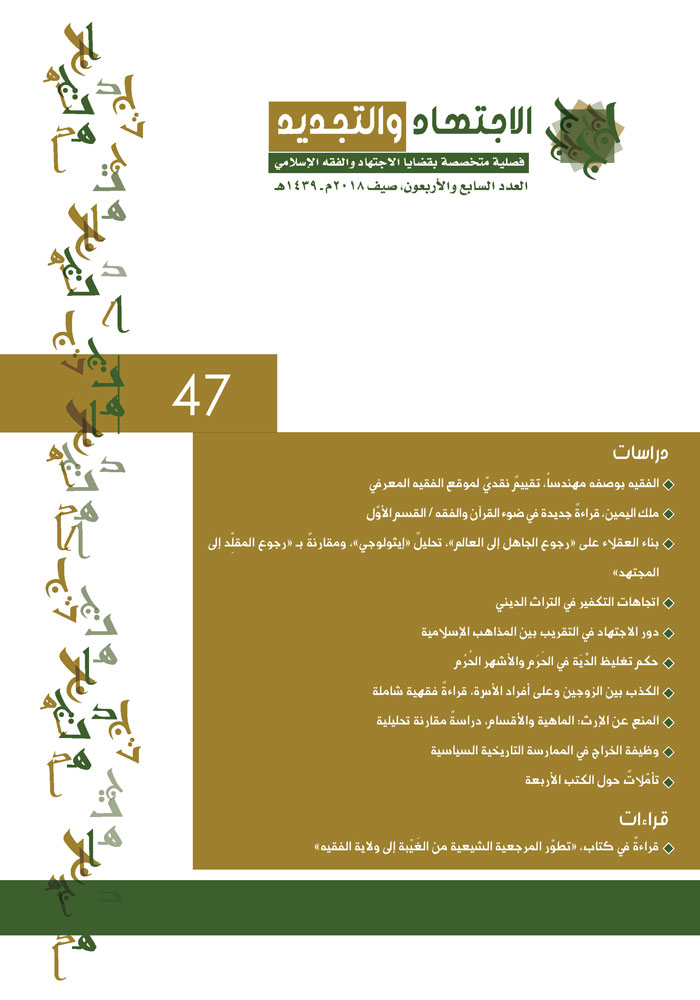 الاجتهاد والتجديد
فصلية متخصصة بقضايا الاجتهاد والفقه الإسلامي
العدد السابع والأربعون، صيف ٢٠١٨م ـ ١٤٣٩هـ
47
دراسات
الفقيه بوصفه مهندساً، تقييمٌ نقديّ لموقع الفقيه المعرفي
ملك اليمين، قراءةٌ جديدة في ضوء القرآن والفقه / القسم الأوّل
بناء العقلاء على «رجوع الجاهل إلى العالم»، تحليلٌ «إيثولوجي»، ومقارنةٌ بـ «رجوع المقلِّد إلى
المجتهد»
اتجاهات التكفير في التراث الديني
دور الاجتهاد في التقريب بين المذاهب الإسلامية
حكم تغليظ الدِّيَة في الحَرَم والأشهر الحُرُم
الكذب بين الزوجين وعلى أفراد الأسرة، قراءةٌ فقهية شاملة
المنع عن الإرث: الماهية والأقسام، دراسةٌ مقارنة تحليلية
وظيفة الخراج في الممارسة التاريخية السياسية
تأمّلاتٌ حول الكتب الأربعة
قراءات
قراءةٌ في كتاب، «تطوّر المرجعية الشيعية من الغَيْبة إلى ولاية الفقيه»